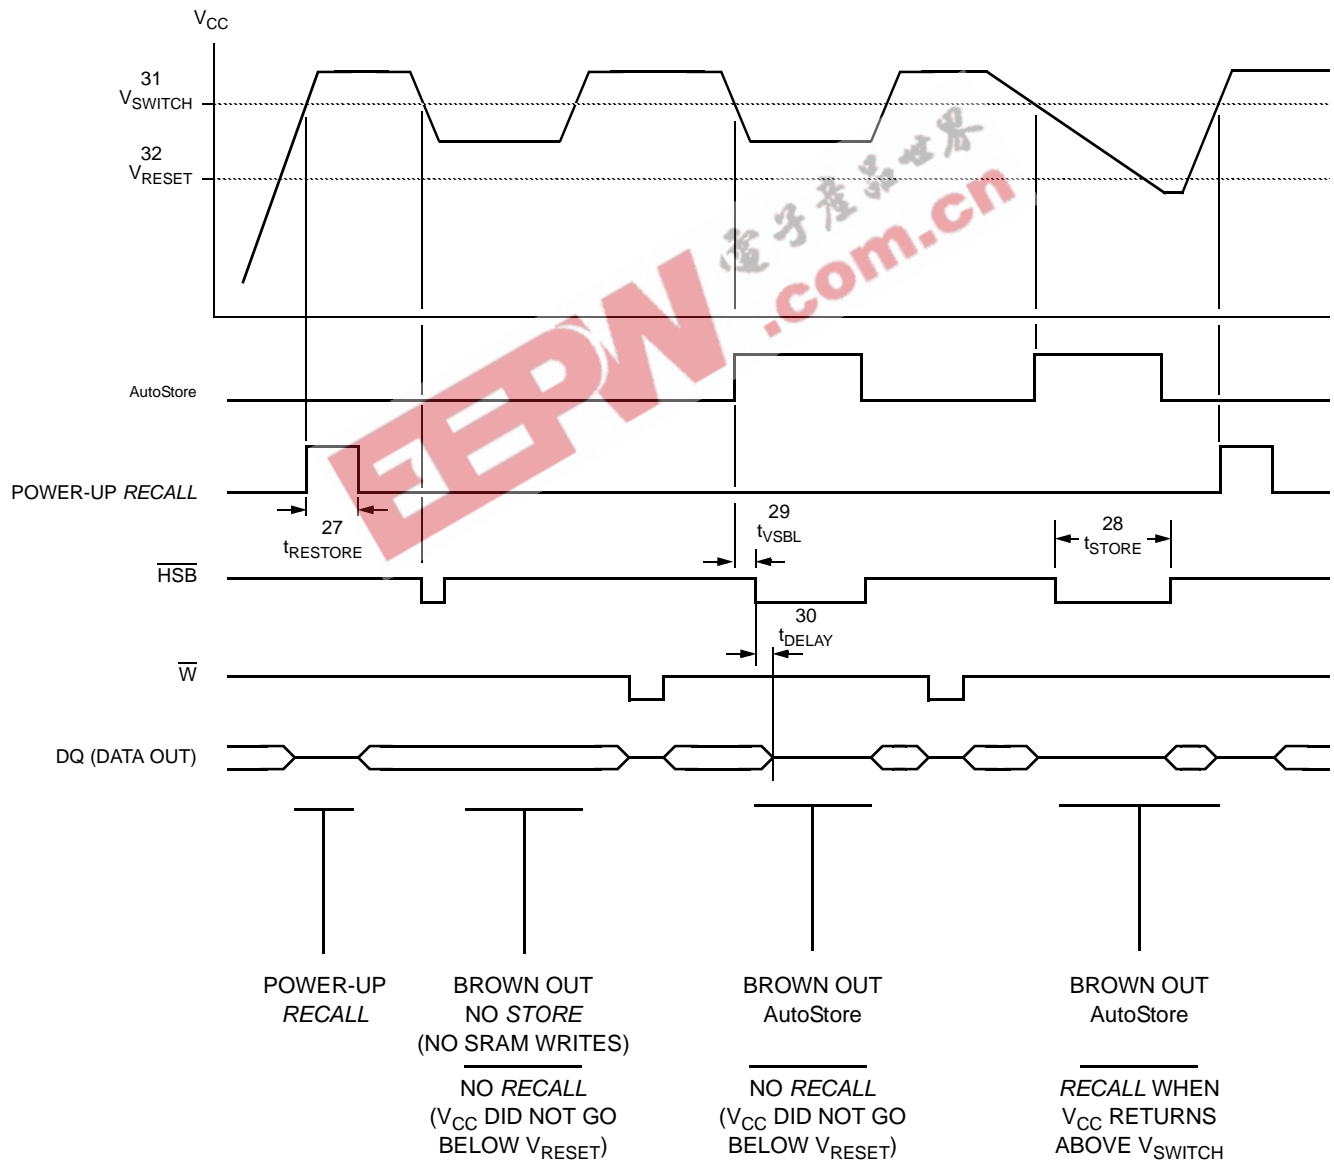 VCC
31
VSWITCH
32
VRESET
電子產品世界
EEPW
.com.cn
AutoStore
POWER-UP RECALL
27
tRESTORE
29
tVSBL
28
tSTORE
HSB
30
tDELAY
W
DQ (DATA OUT)
POWER-UP
RECALL
BROWN OUT
NO STORE
(NO SRAM WRITES)
NO RECALL
(VCC DID NOT GO
BELOW VRESET)
BROWN OUT
AutoStore
NO RECALL
(VCC DID NOT GO
BELOW VRESET)
BROWN OUT
AutoStore
RECALL WHEN
VCC RETURNS
ABOVE VSWITCH